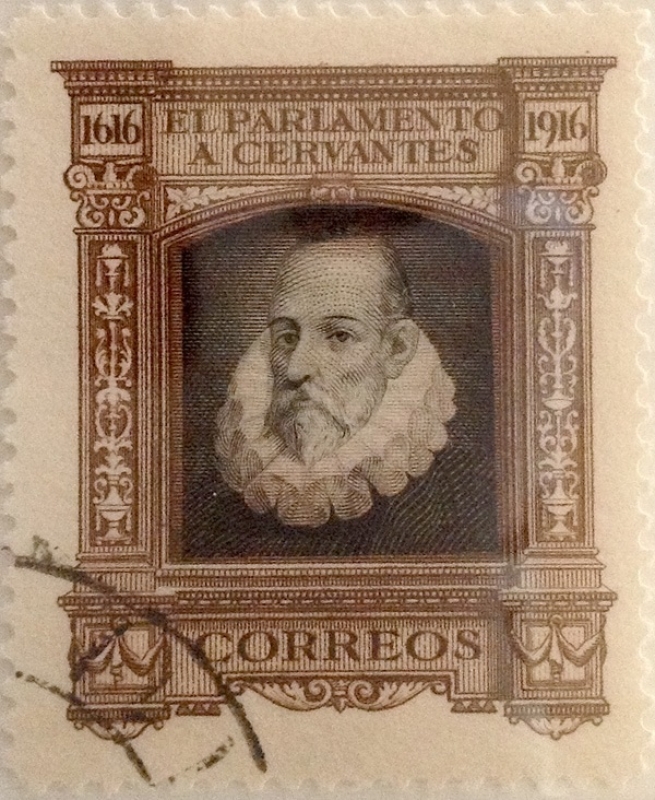 1616
EL PARLAMENTO
A CERVANTES
1916
CORREOS